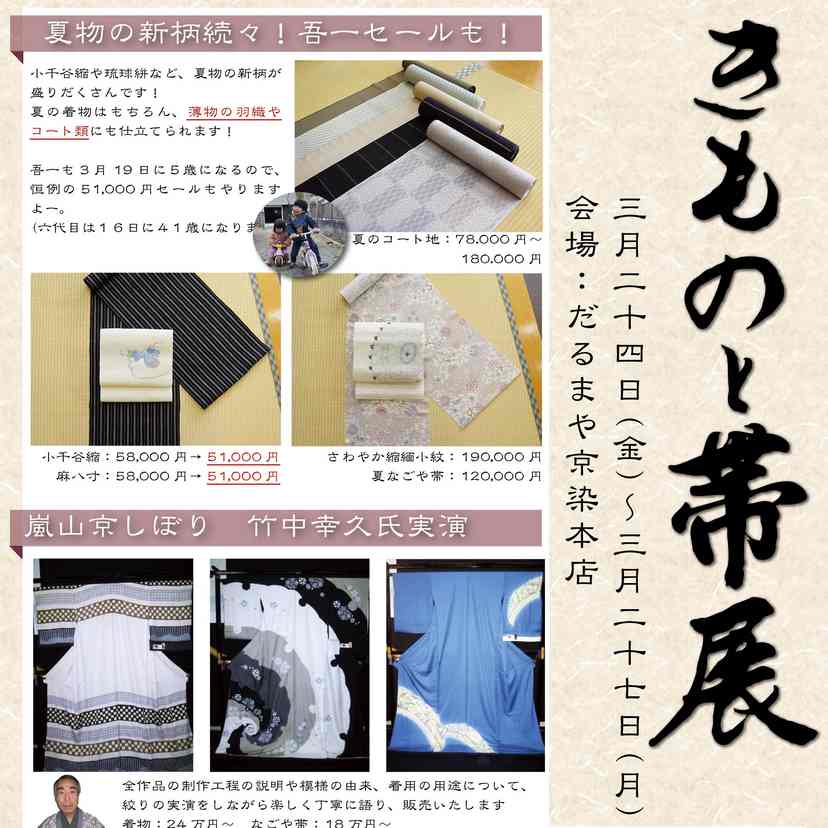 きものと帯展
三月二十四日（金）～三月二十七日（月）
会場：だるまや京染本店
夏物の新柄続々！吾一セールも！
小千谷縮や琉球絣など、夏物の新柄が
盛りだくさんです！
夏の着物はもちろん、薄物の羽織や
コート類にも仕立てられます！
吾一も3月19日に5歳になるので、
恒例の51,000円セールもやります
よー。
（六代目は16日に41歳になりま
夏のコート地：78.000円～
180.000円
小千谷縮：58,000円→51,000円
麻八寸：58,000円→51,000円
さわやか縮緬小紋：190,000円
夏なごや帯：120,000円
嵐山京しぼり　竹中幸久氏実演
全作品の制作工程の説明や模様の由来、着用の用途について、
絞りの実演をしながら楽しく丁寧に語り、販売いたします
着物：24万円～　なごや帯：18万円～